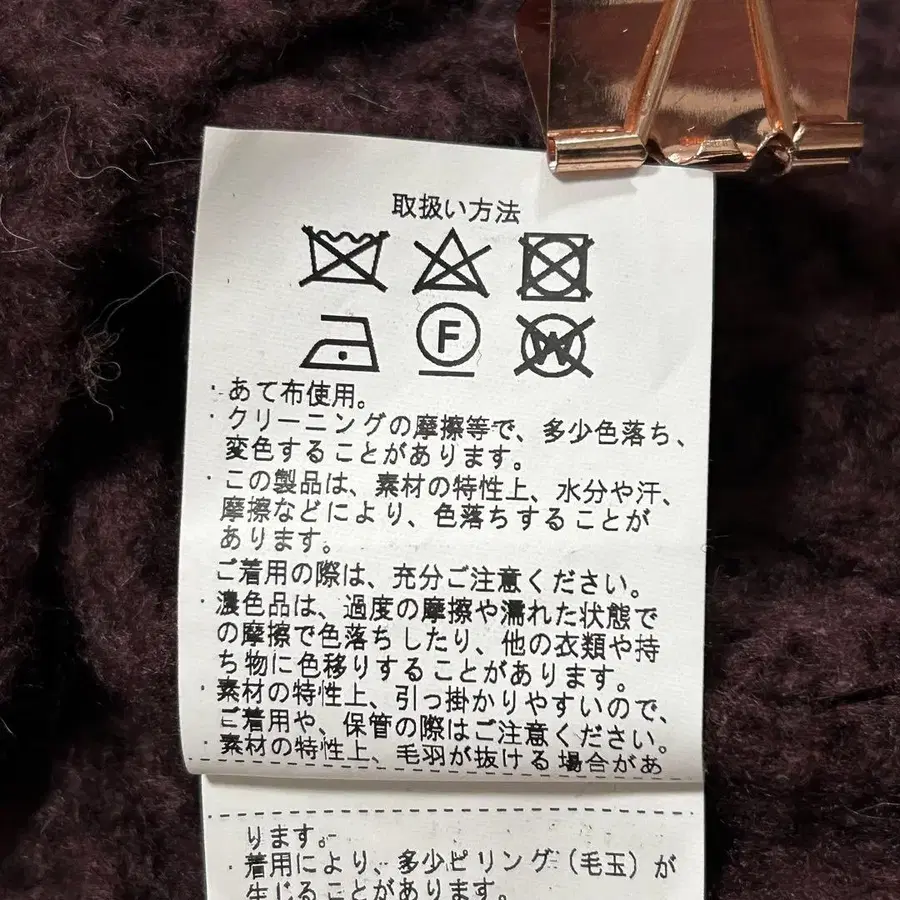 取扱い方法
F
W
・あて布使用。
・クリーニングの摩擦等で、多少色落ち、
変色することがあります。
・この製品は、素材の特性上、水分や汗、
摩擦などにより、色落ちすることが
あります。
ご着用の際は、充分ご注意ください。
・濃色品は、過度の摩擦や濡れた状態で
の摩擦で色落ちしたり、他の衣類や持
ち物に色移りすることがあります。
・素材の特性上、引っ掛かりやすいので、
ご着用や、保管の際はご注意ください。
・素材の特性上、毛羽が抜ける場合があ
ります。
・着用により、多少ピリング（毛玉）が
生じることがあります。